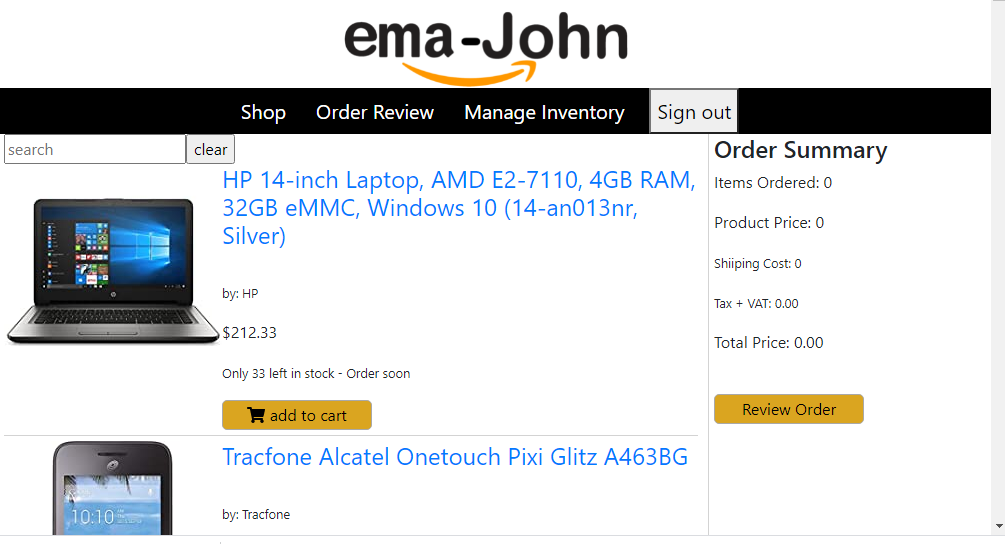 ema-John
Shop Order Review Manage Inventory Sign out
search clear
HP 14-inch Laptop, AMD E2-7110, 4GB RAM,
32GB eMMC, Windows 10 (14-an013nr,
Silver)
by: HP
$212.33
Only 33 left in stock - Order soon
add to cart
Tracfone Alcatel Onetouch Pixi Glitz A463BG
by: Tracfone
10:10
Order Summary
Items Ordered: 0
Product Price: 0
Shiiping Cost: 0
Tax + VAT: 0.00
Total Price: 0.00
Review Order